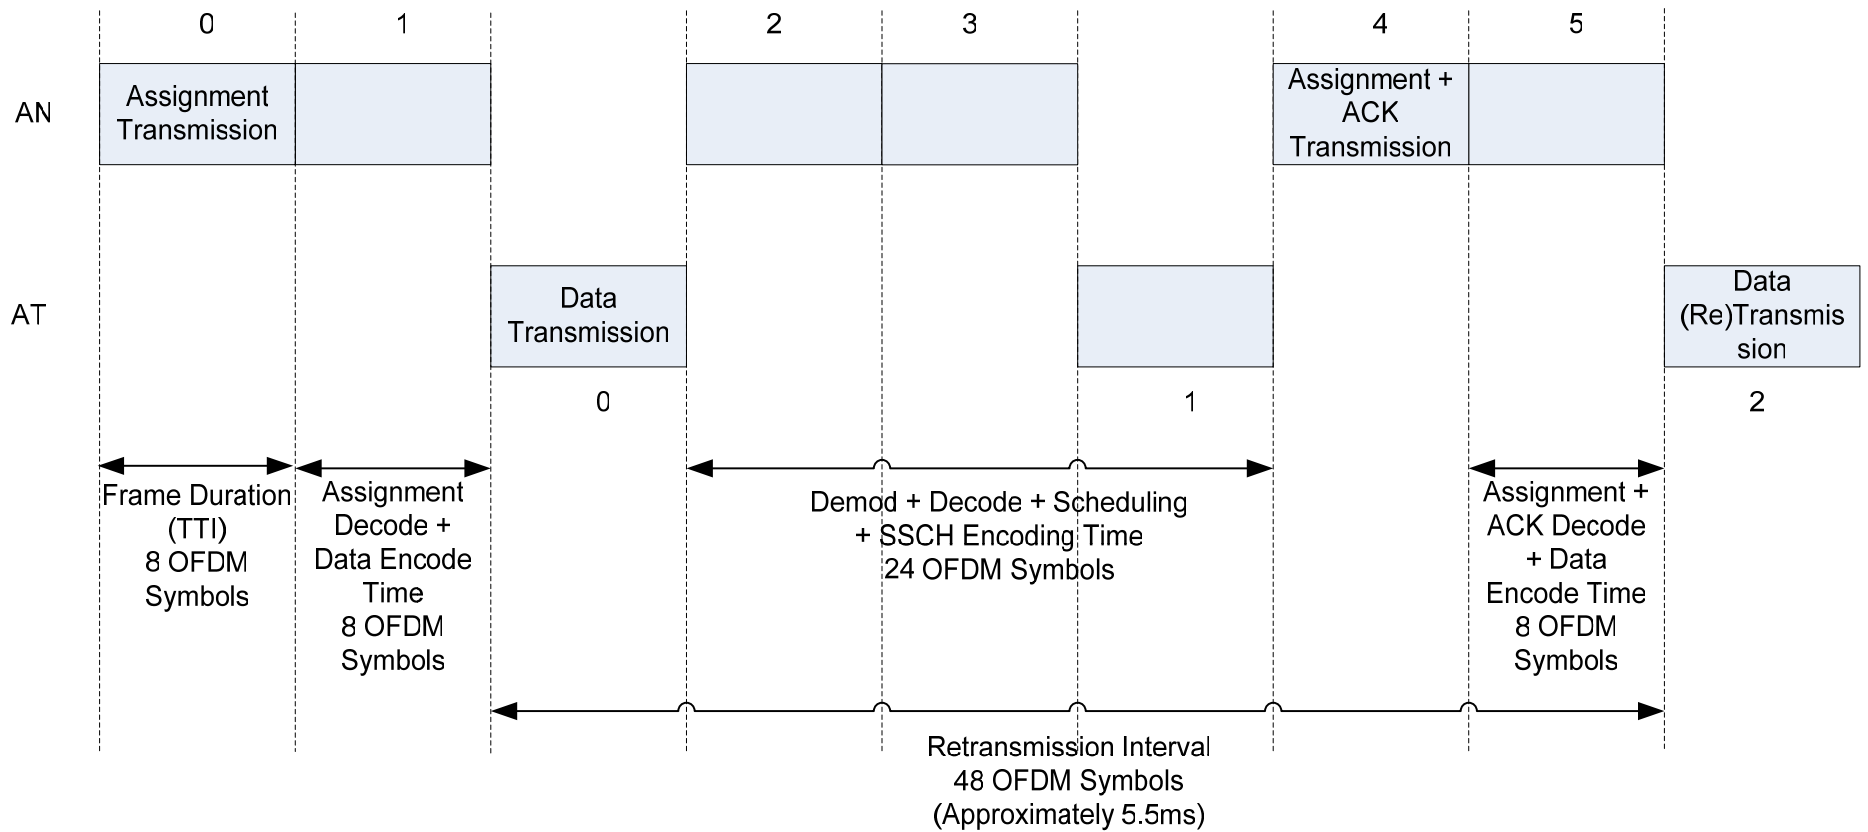 0
1
2
3
4
5
AN
Assignment
Transmission
Assignment +
ACK
Transmission
AT
Data
Transmission
Data
(Re)Transmis
sion
0
1
2
Frame Duration
(TTI)
8 OFDM
Symbols
Assignment
Decode +
Data Encode
Time
8 OFDM
Symbols
Demod + Decode + Scheduling
+ SSCH Encoding Time
24 OFDM Symbols
Assignment +
ACK Decode
+ Data
Encode Time
8 OFDM
Symbols
Retransmission Interval
48 OFDM Symbols
(Approximately 5.5ms)